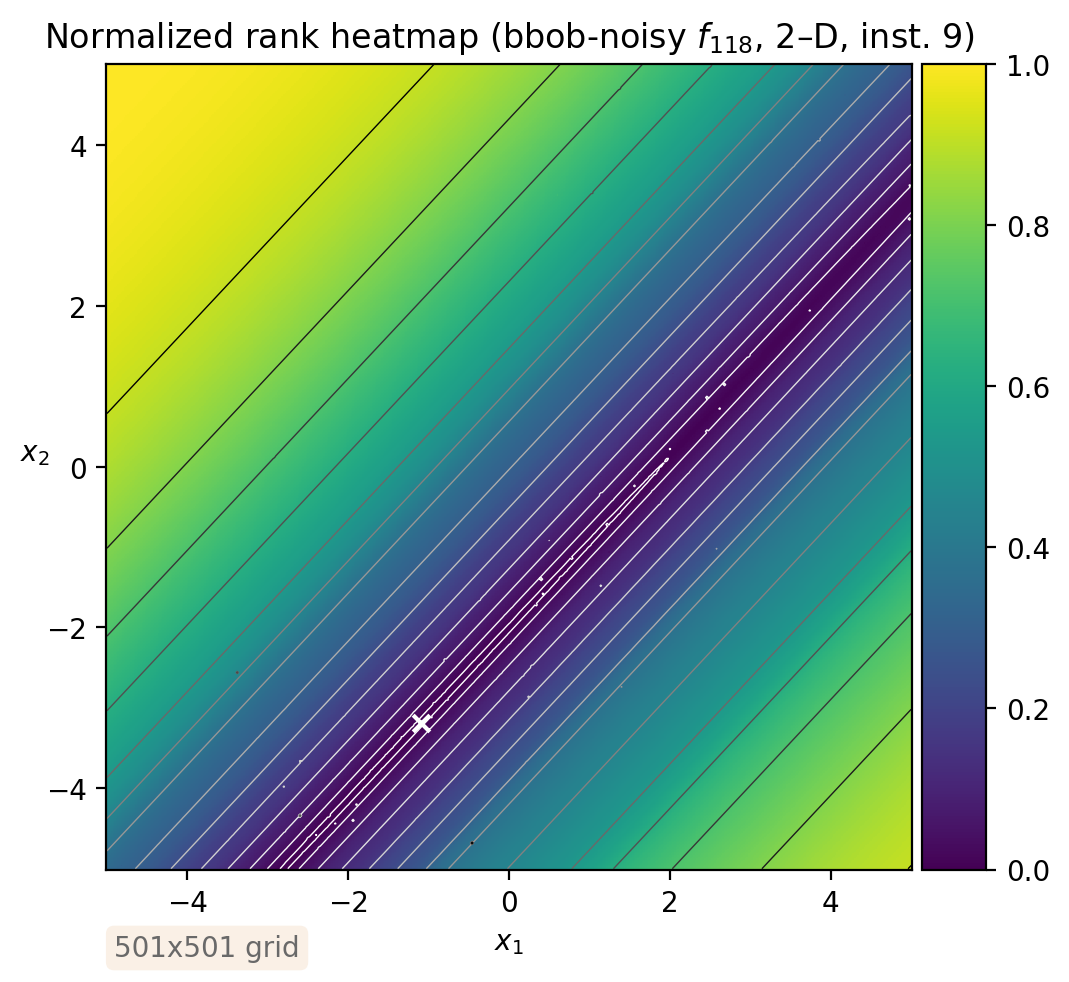 Normalized rank heatmap (bbob-noisy f₁₁₈, 2–D, inst. 9)
1.0
4
0.8
2
0.6
x₂
0
0.4
−2
0.2
−4
0.0
−4 −2 0 2 4
x₁
501x501 grid